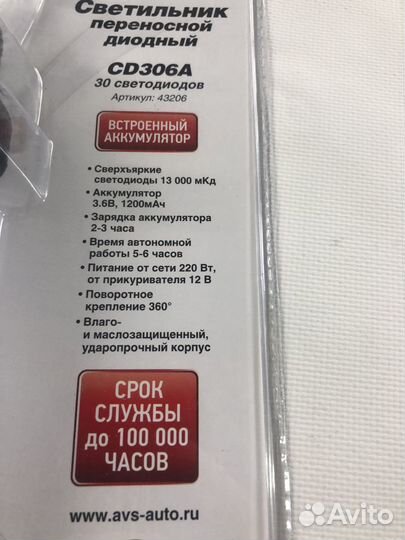 Светильник
переносной
диодный
CD306A
30 светодиодов
Артикул: 43206
ВСТРОЕННЫЙ
АККУМУЛЯТОР
• Сверхъяркие
светодиоды 13 000 мКд
• Аккумулятор
3.6В, 1200мАч
• Зарядка аккумулятора
2-3 часа
• Время автономной
работы 5-6 часов
• Питание от сети 220 Вт,
от прикуривателя 12 В
• Поворотное
крепление 360°
• Влаго-
и маслозащищенный,
ударопрочный корпус
СРОК
СЛУЖБЫ
до 100 000
ЧАСОВ
www.avs-auto.ru
Avito